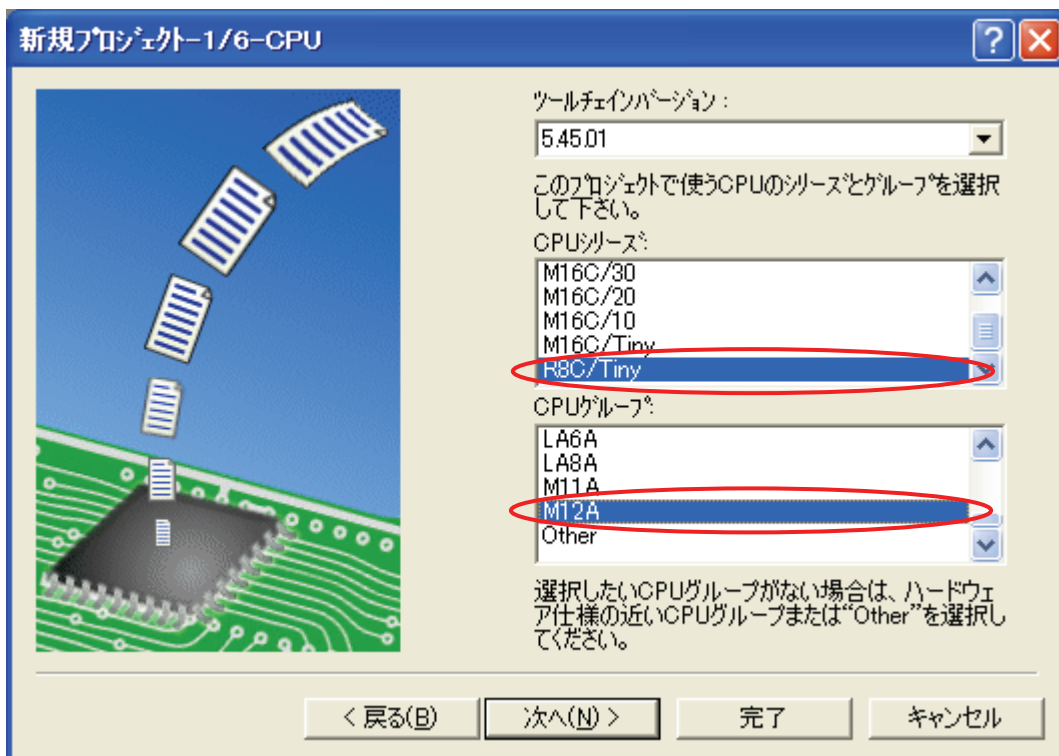 新規ﾌﾟﾛｼﾞｪｸﾄ-1/6-CPU
ﾂｰﾙﾁｪｲﾝﾊﾞｰｼﾞｮﾝ :
5.45.01
このﾌﾟﾛｼﾞｪｸﾄで使うCPUのｼﾘｰｽﾞとｸﾞﾙｰﾌﾟを選択
して下さい。
CPUｼﾘｰｽﾞ:
M16C/30
M16C/20
M16C/10
M16C/Tiny
R8C/Tiny
CPUｸﾞﾙｰﾌﾟ:
LA6A
LA8A
M11A
M12A
Other
選択したいCPUグループがない場合は、ハードウェ
ア仕様の近いCPUグループまたは“Other”を選択し
てください。
< 戻る(B)
次へ(N) >
完了
キャンセル